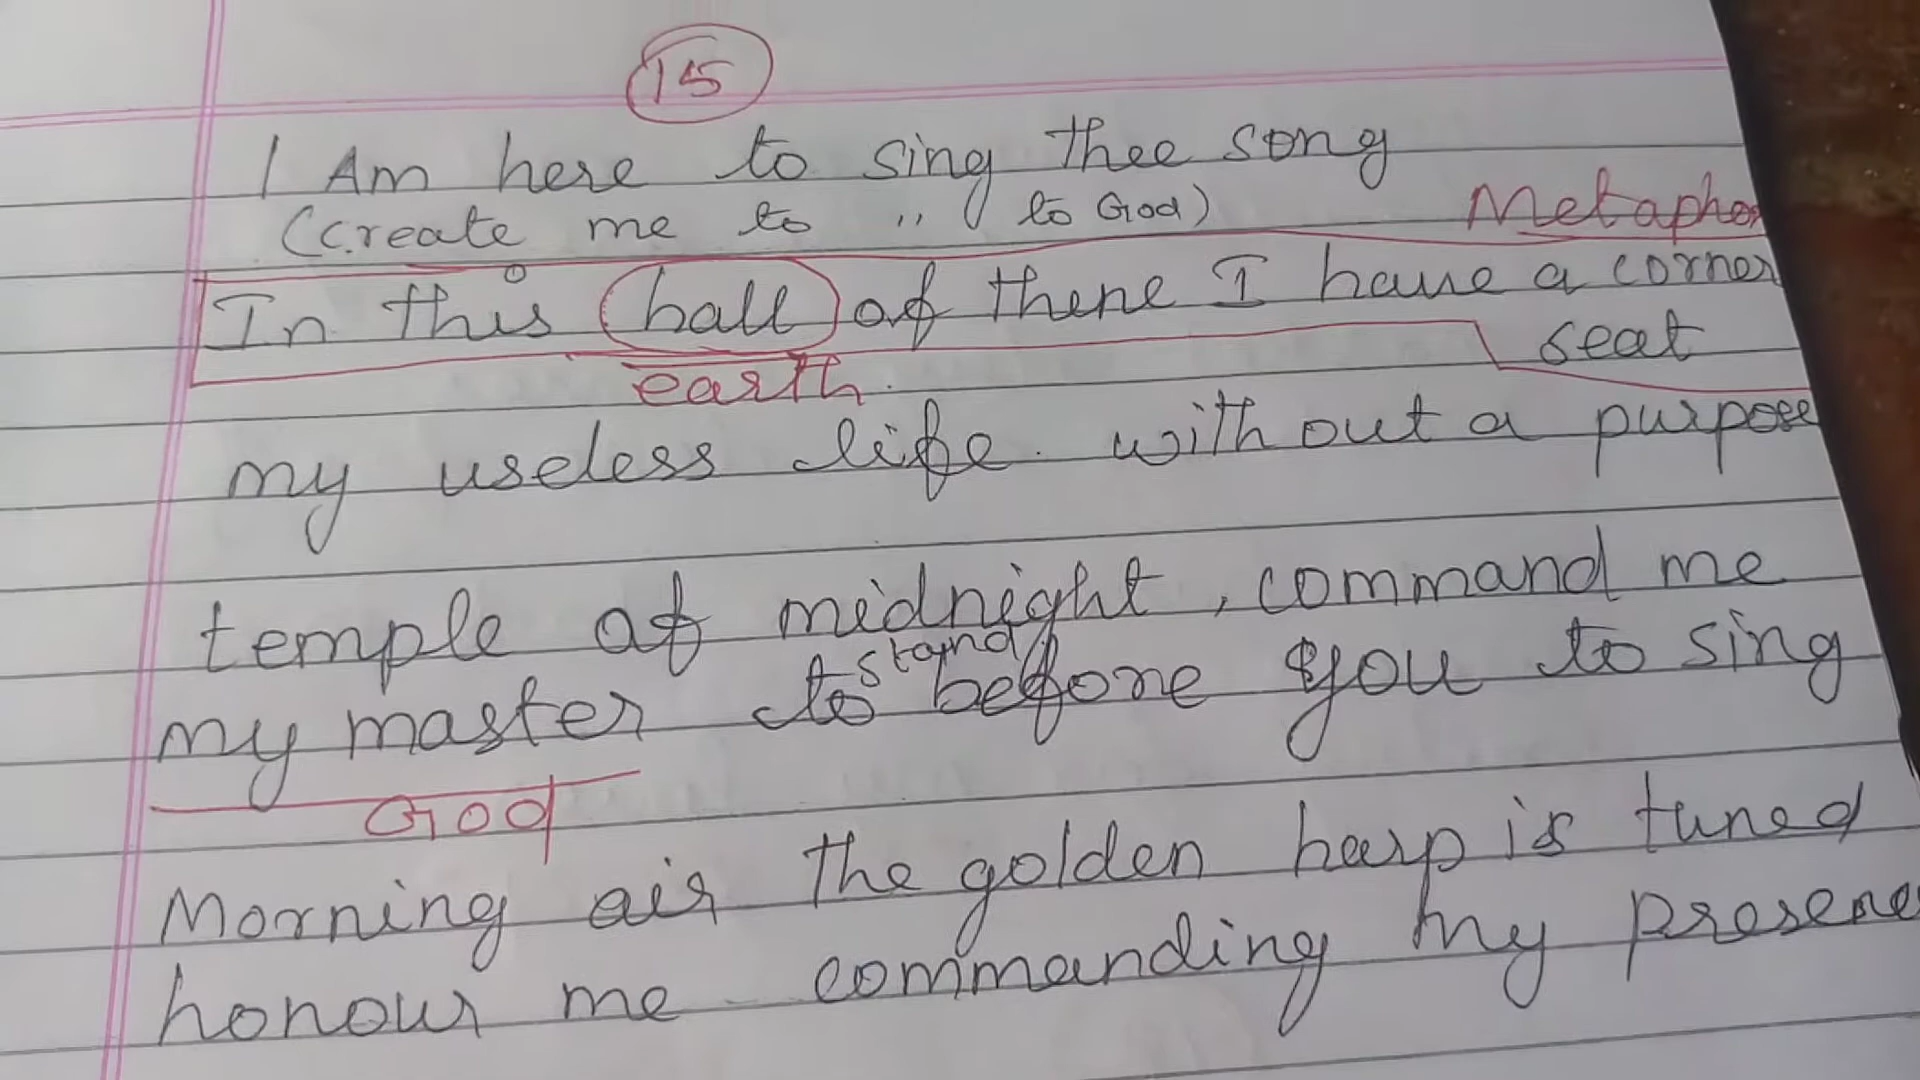 15
I Am here to sing thee song
(Create me to " to God)
Metaphor
In this hall of there I have a corner
seat
earth
my useless life without a purpose
temple of midnight, command me
stand
my master to before you to sing
God
Morning air the golden harp is tuned
honour me commanding my presence